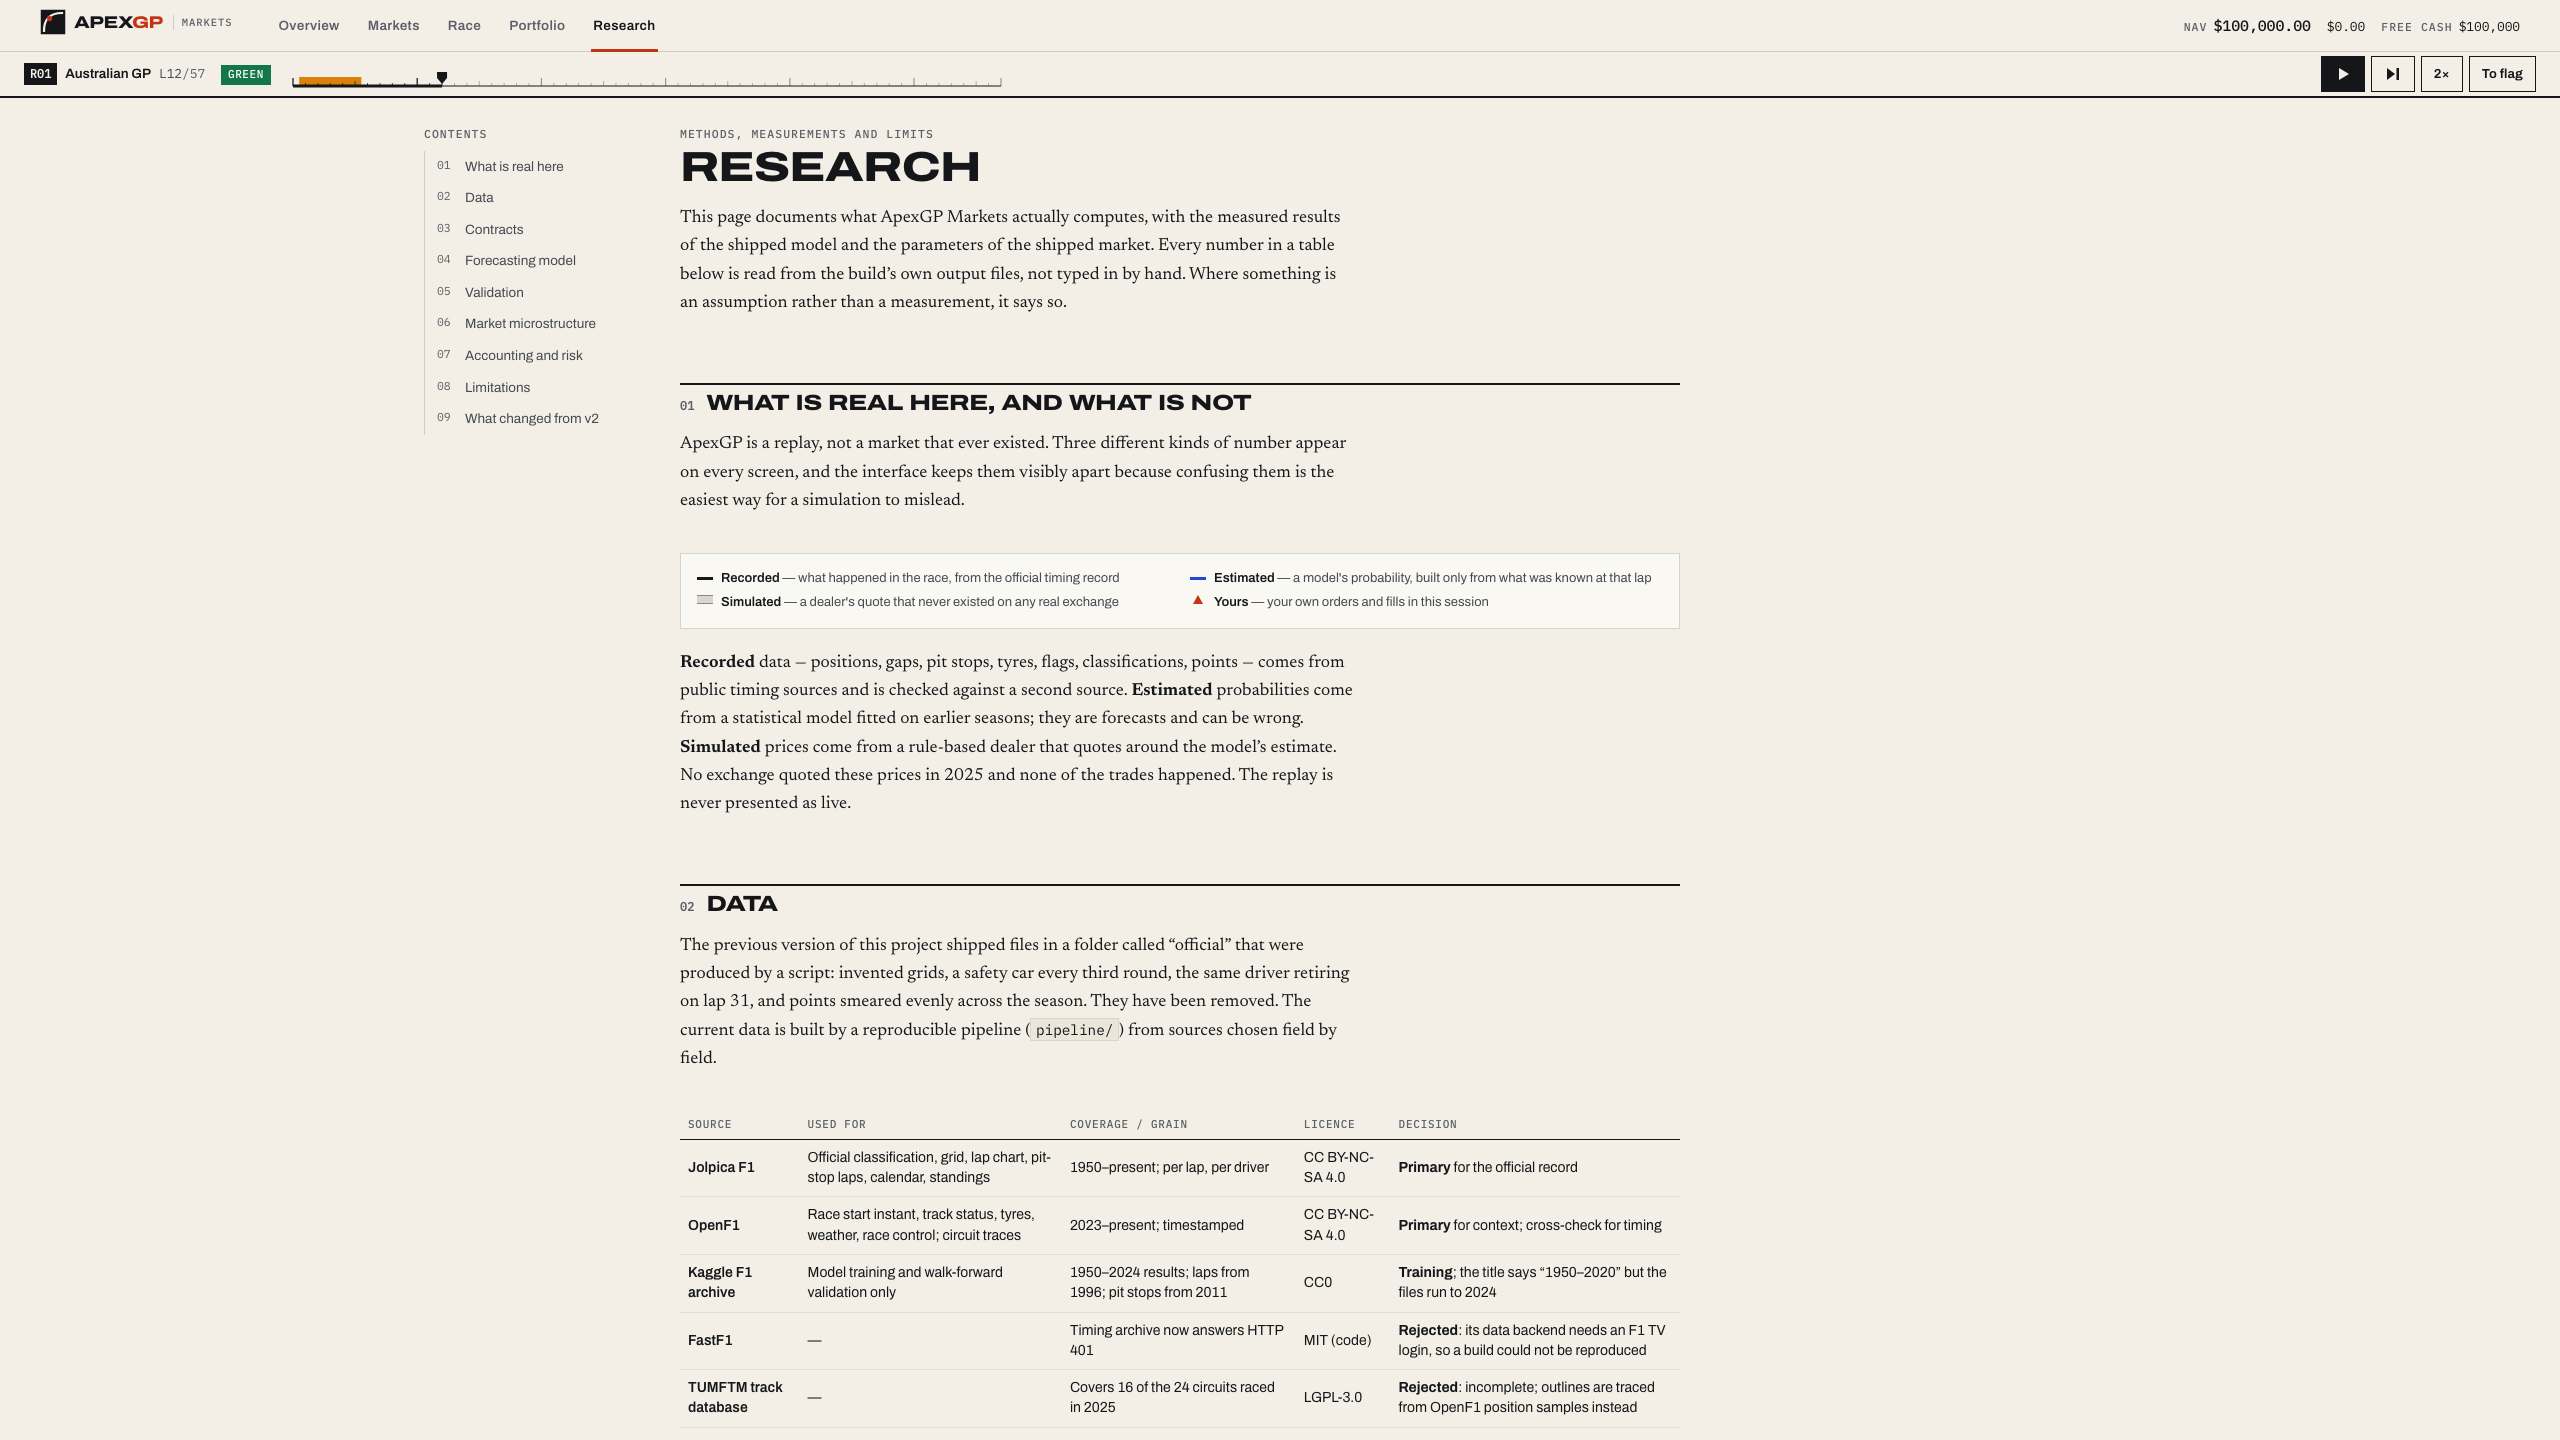 APEXGP MARKETS Overview Markets Race Portfolio Research NAV $100,000.00 $0.00 FREE CASH $100,000
R01 Australian GP L12/57 GREEN 2× To flag
CONTENTS
01 What is real here
02 Data
03 Contracts
04 Forecasting model
05 Validation
06 Market microstructure
07 Accounting and risk
08 Limitations
09 What changed from v2
METHODS, MEASUREMENTS AND LIMITS
RESEARCH
This page documents what ApexGP Markets actually computes, with the measured results
of the shipped model and the parameters of the shipped market. Every number in a table
below is read from the build’s own output files, not typed in by hand. Where something is
an assumption rather than a measurement, it says so.
01 WHAT IS REAL HERE, AND WHAT IS NOT
ApexGP is a replay, not a market that ever existed. Three different kinds of number appear
on every screen, and the interface keeps them visibly apart because confusing them is the
easiest way for a simulation to mislead.
Recorded — what happened in the race, from the official timing record
Estimated — a model's probability, built only from what was known at that lap
Simulated — a dealer's quote that never existed on any real exchange
Yours — your own orders and fills in this session
Recorded data – positions, gaps, pit stops, tyres, flags, classifications, points – comes from
public timing sources and is checked against a second source. Estimated probabilities come
from a statistical model fitted on earlier seasons; they are forecasts and can be wrong.
Simulated prices come from a rule-based dealer that quotes around the model’s estimate.
No exchange quoted these prices in 2025 and none of the trades happened. The replay is
never presented as live.
02 DATA
The previous version of this project shipped files in a folder called “official” that were
produced by a script: invented grids, a safety car every third round, the same driver retiring
on lap 31, and points smeared evenly across the season. They have been removed. The
current data is built by a reproducible pipeline (pipeline/) from sources chosen field by
field.
SOURCE USED FOR COVERAGE / GRAIN LICENCE DECISION
Jolpica F1 Official classification, grid, lap chart, pit-
stop laps, calendar, standings 1950–present; per lap, per driver CC BY-NC-
SA 4.0 Primary for the official record
OpenF1 Race start instant, track status, tyres,
weather, race control; circuit traces 2023–present; timestamped CC BY-NC-
SA 4.0 Primary for context; cross-check for timing
Kaggle F1
archive Model training and walk-forward
validation only 1950–2024 results; laps from
1996; pit stops from 2011 CC0 Training; the title says “1950–2020” but the
files run to 2024
FastF1 — Timing archive now answers HTTP
401 MIT (code) Rejected: its data backend needs an F1 TV
login, so a build could not be reproduced
TUMFTM track
database — Covers 16 of the 24 circuits raced
in 2025 LGPL-3.0 Rejected: incomplete; outlines are traced
from OpenF1 position samples instead